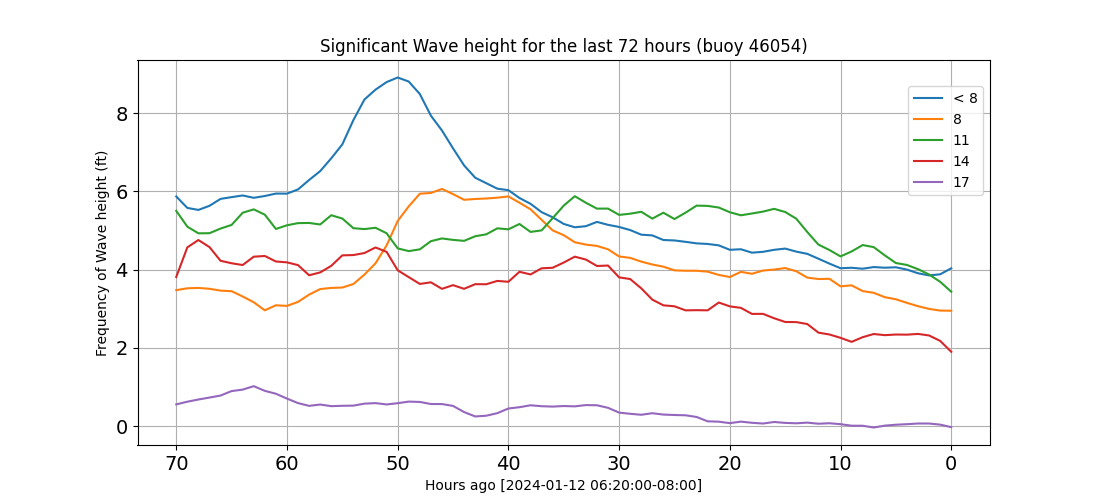 Significant Wave height for the last 72 hours (buoy 46054)
Frequency of Wave height (ft)
8
6
4
2
0
< 8
8
11
14
17
70 60 50 40 30 20 10 0
Hours ago [2024-01-12 06:20:00-08:00]